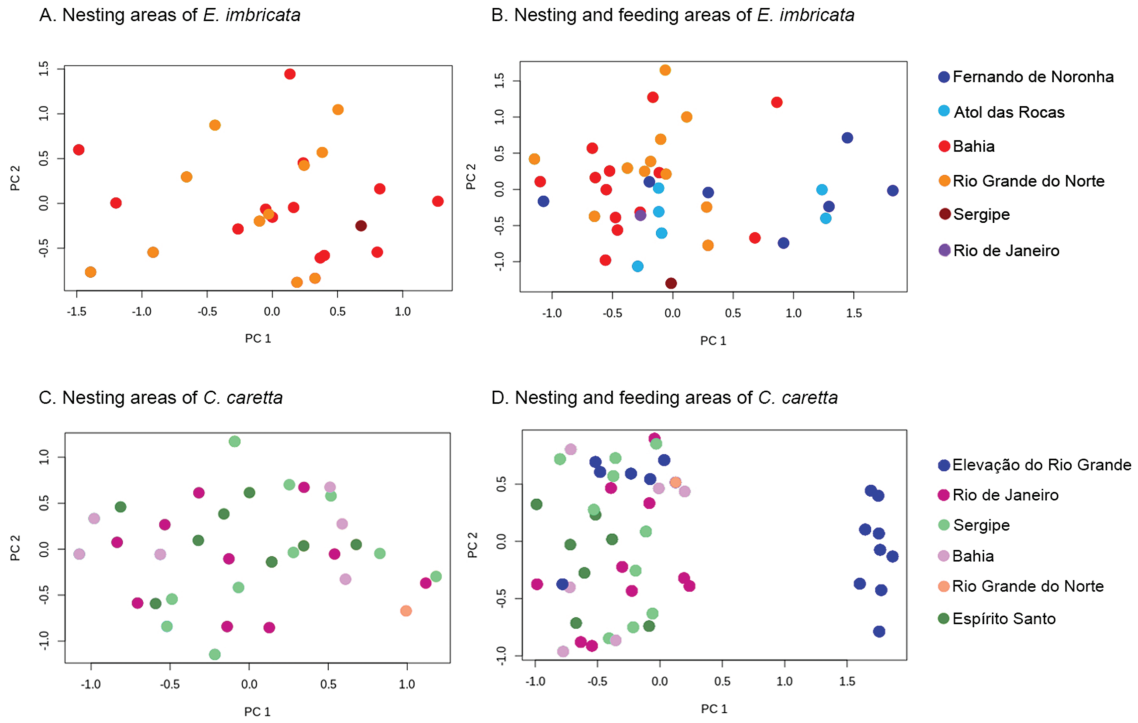 A. Nesting areas of E. imbricata
B. Nesting and feeding areas of E. imbricata
PC 2
1.5
1.0
0.5
0.0
-0.5
-1.5
-1.0
-0.5
0.0
0.5
1.0
PC 1
PC 2
1.5
1.0
0.5
0.0
-0.5
-1.0
-1.0
-0.5
0.0
0.5
1.0
1.5
PC 1
Fernando de Noronha
Atol das Rocas
Bahia
Rio Grande do Norte
Sergipe
Rio de Janeiro
C. Nesting areas of C. caretta
D. Nesting and feeding areas of C. caretta
PC 2
1.0
0.5
0.0
-0.5
-1.0
-1.0
-0.5
0.0
0.5
1.0
PC 1
PC 2
0.5
0.0
-0.5
-1.0
-1.0
-0.5
0.0
0.5
1.0
1.5
PC 1
Elevação do Rio Grande
Rio de Janeiro
Sergipe
Bahia
Rio Grande do Norte
Espírito Santo